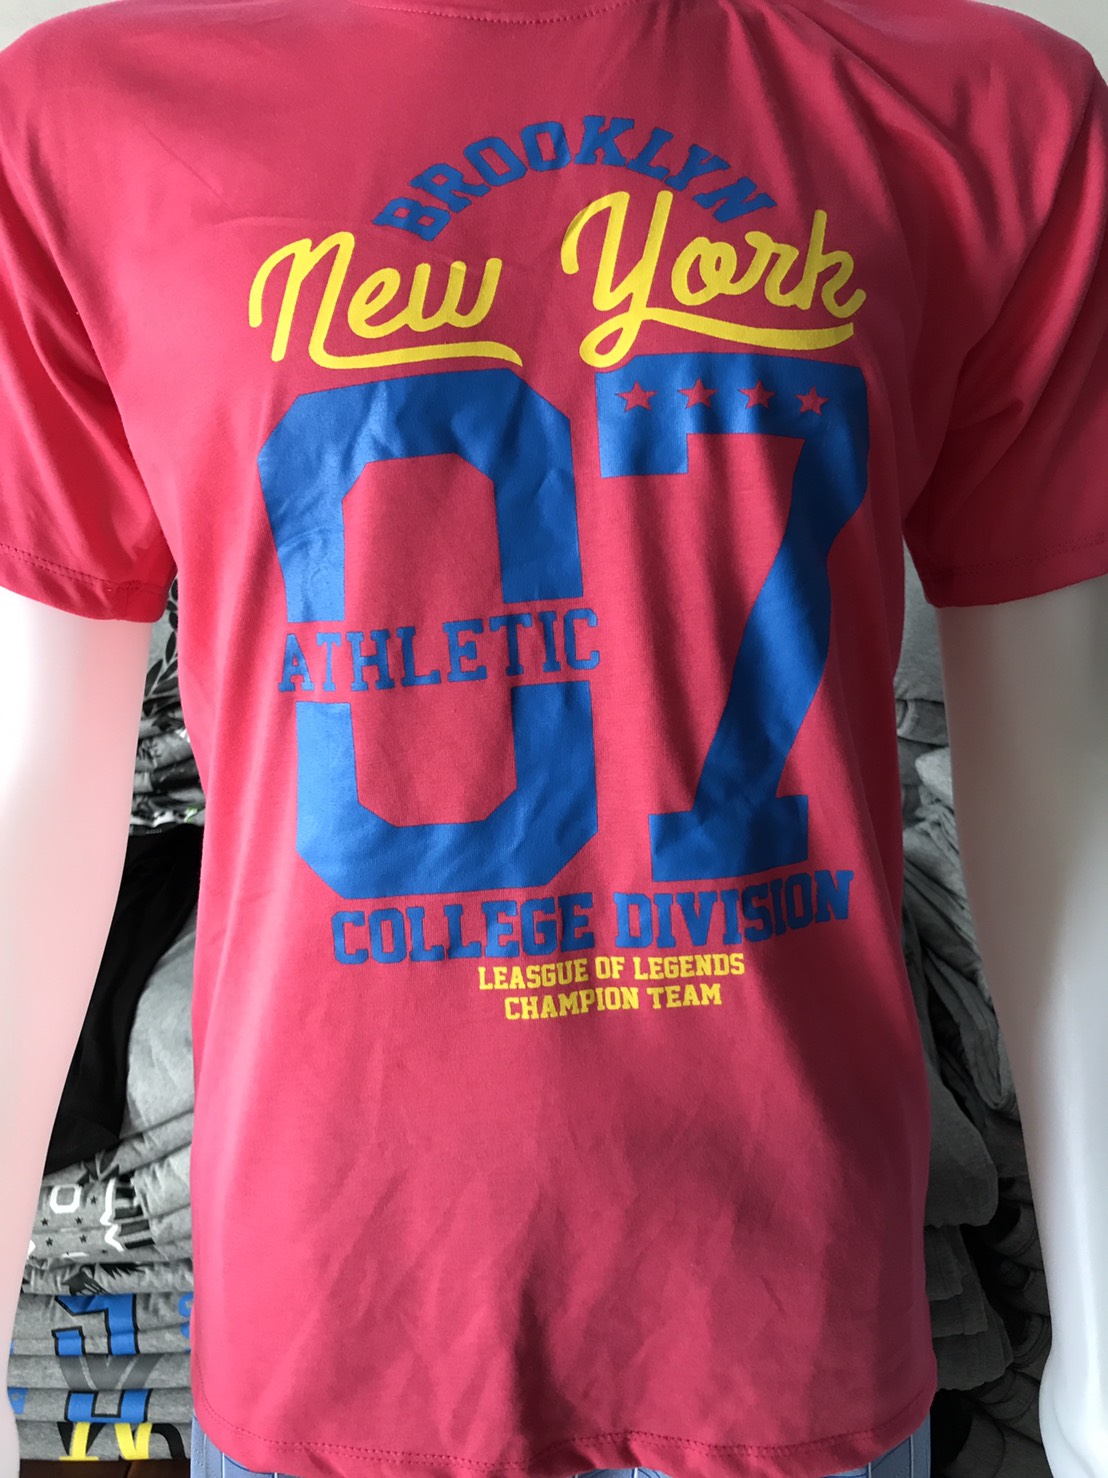 BROOKLYN
New York
07
ATHLETIC
COLLEGE DIVISION
LEASGUE OF LEGENDS
CHAMPION TEAM